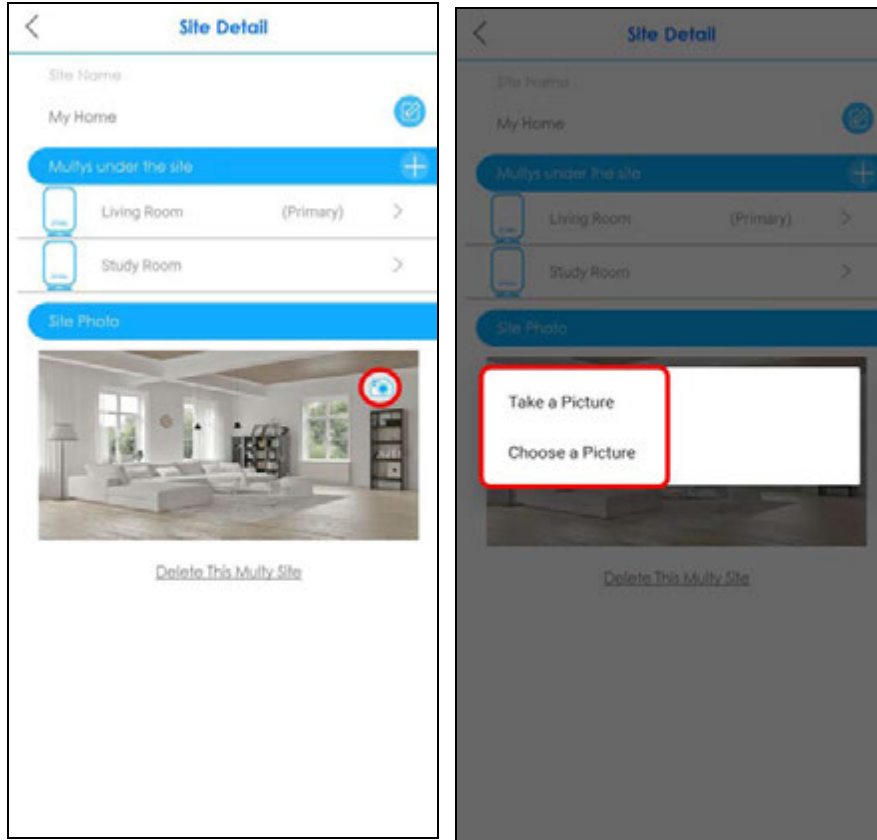 Site Detail
Site Name
My Home
Multys under the site
Living Room (Primary)
Study Room
Site Photo
Delete This Multy Site
Site Detail
Site Name
My Home
Multys under the site
Living Room (Primary)
Study Room
Site Photo
Take a Picture
Choose a Picture
Delete This Multy Site